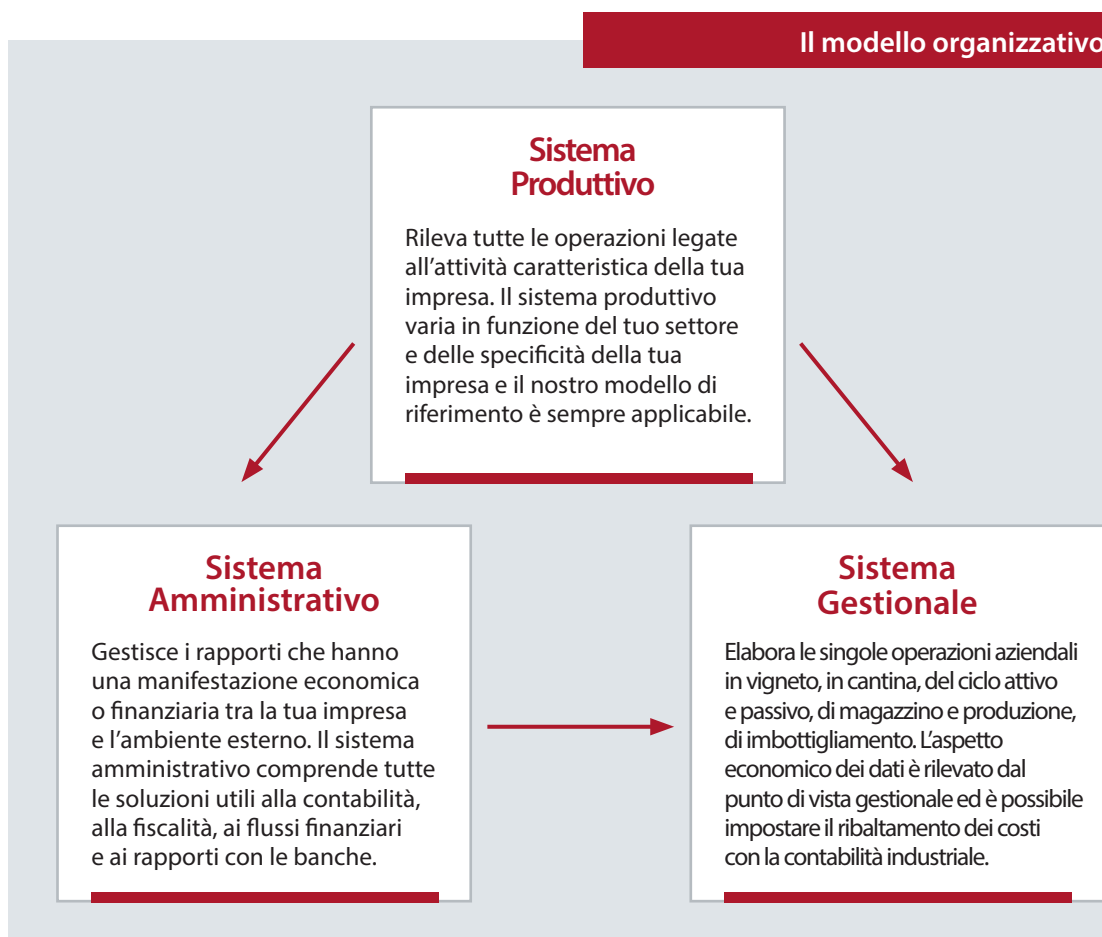 Il modello organizzativo
Sistema
Produttivo
Rileva tutte le operazioni legate
all’attività caratteristica della tua
impresa. Il sistema produttivo
varia in funzione del tuo settore
e delle specificità della tua
impresa e il nostro modello di
riferimento è sempre applicabile.
Sistema
Amministrativo
Gestisce i rapporti che hanno
una manifestazione economica
o finanziaria tra la tua impresa
e l’ambiente esterno. Il sistema
amministrativo comprende tutte
le soluzioni utili alla contabilità,
alla fiscalità, ai flussi finanziari
e ai rapporti con le banche.
Sistema
Gestionale
Elabora le singole operazioni aziendali
in vigneto, in cantina, del ciclo attivo
e passivo, di magazzino e produzione,
di imbottigliamento. L’aspetto
economico dei dati è rilevato dal
punto di vista gestionale ed è possibile
impostare il ribaltamento dei costi
con la contabilità industriale.